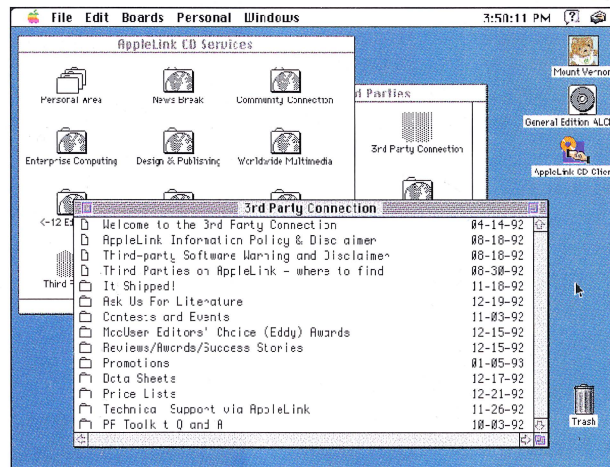 File Edit Boards Personal Windows 3:50:11 PM
AppleLink CD Services
Personal Area News Break Community Connection
Enterprise Computing Design & Publishing Worldwide Multimedia
d Parties
3rd Party Connection
Mount Vernon
General Edition ALCD
AppleLink CD Client
<-12 E
Third
3rd Party Connection
Welcome to the 3rd Party Connection 04-14-92
AppleLink Information Policy & Disclaimer 08-18-92
Third-party Software Warning and Disclaimer 08-18-92
Third Parties on AppleLink - where to find 08-30-92
It Shipped! 11-18-92
Ask Us For Literature 12-19-92
Contests and Events 11-03-92
MacUser Editors' Choice (Eddy) Awards 12-15-92
Reviews/Awards/Success Stories 12-15-92
Promotions 01-05-93
Data Sheets 12-17-92
Price Lists 12-21-92
Technical Support via AppleLink 11-26-92
PF Toolkit Q and A 10-03-92
Trash